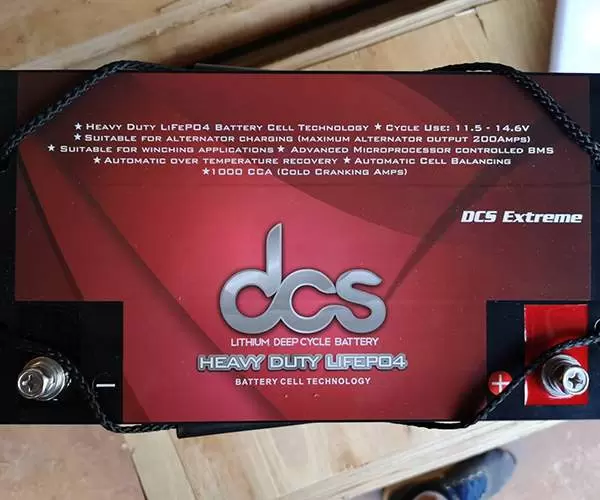 ★ Heavy Duty LiFePO4 Battery Cell Technology ★ Cycle Use: 11.5 - 14.6V
★ Suitable for alternator charging (maximum alternator output 200Amps)
★ Suitable for winching applications ★ Advanced Microprocessor controlled BMS
★ Automatic over temperature recovery ★ Automatic Cell Balancing
★1000 CCA (Cold Cranking Amps)
DCS Extreme
dcs
LITHIUM DEEP CYCLE BATTERY
HEAVY DUTY LIFEPO4
BATTERY CELL TECHNOLOGY
− +